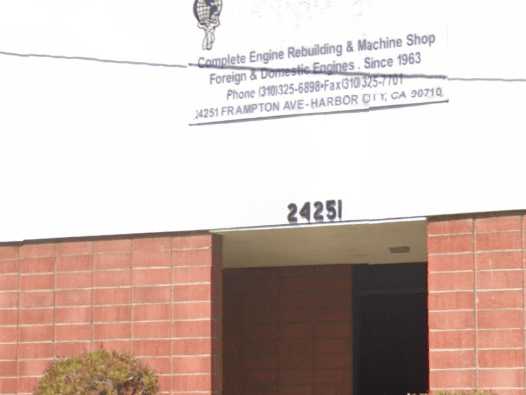 Complete Engine Rebuilding & Machine Shop
Foreign & Domestic Engines . Since 1963
Phone (310)325-6898•Fax(310)325-7701
24251 FRAMPTON AVE-HARBOR CITY, CA 90710
24251